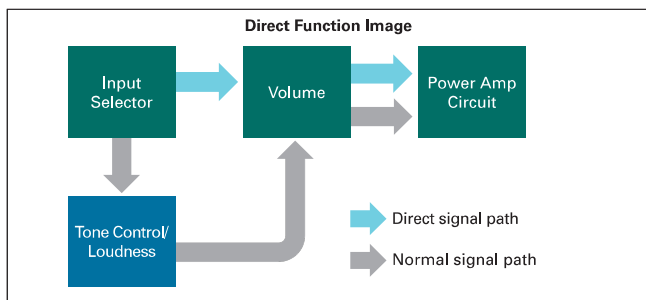 Direct Function Image
Input
Selector
Volume
Power Amp
Circuit
Tone Control/
Loudness
Direct signal path
Normal signal path